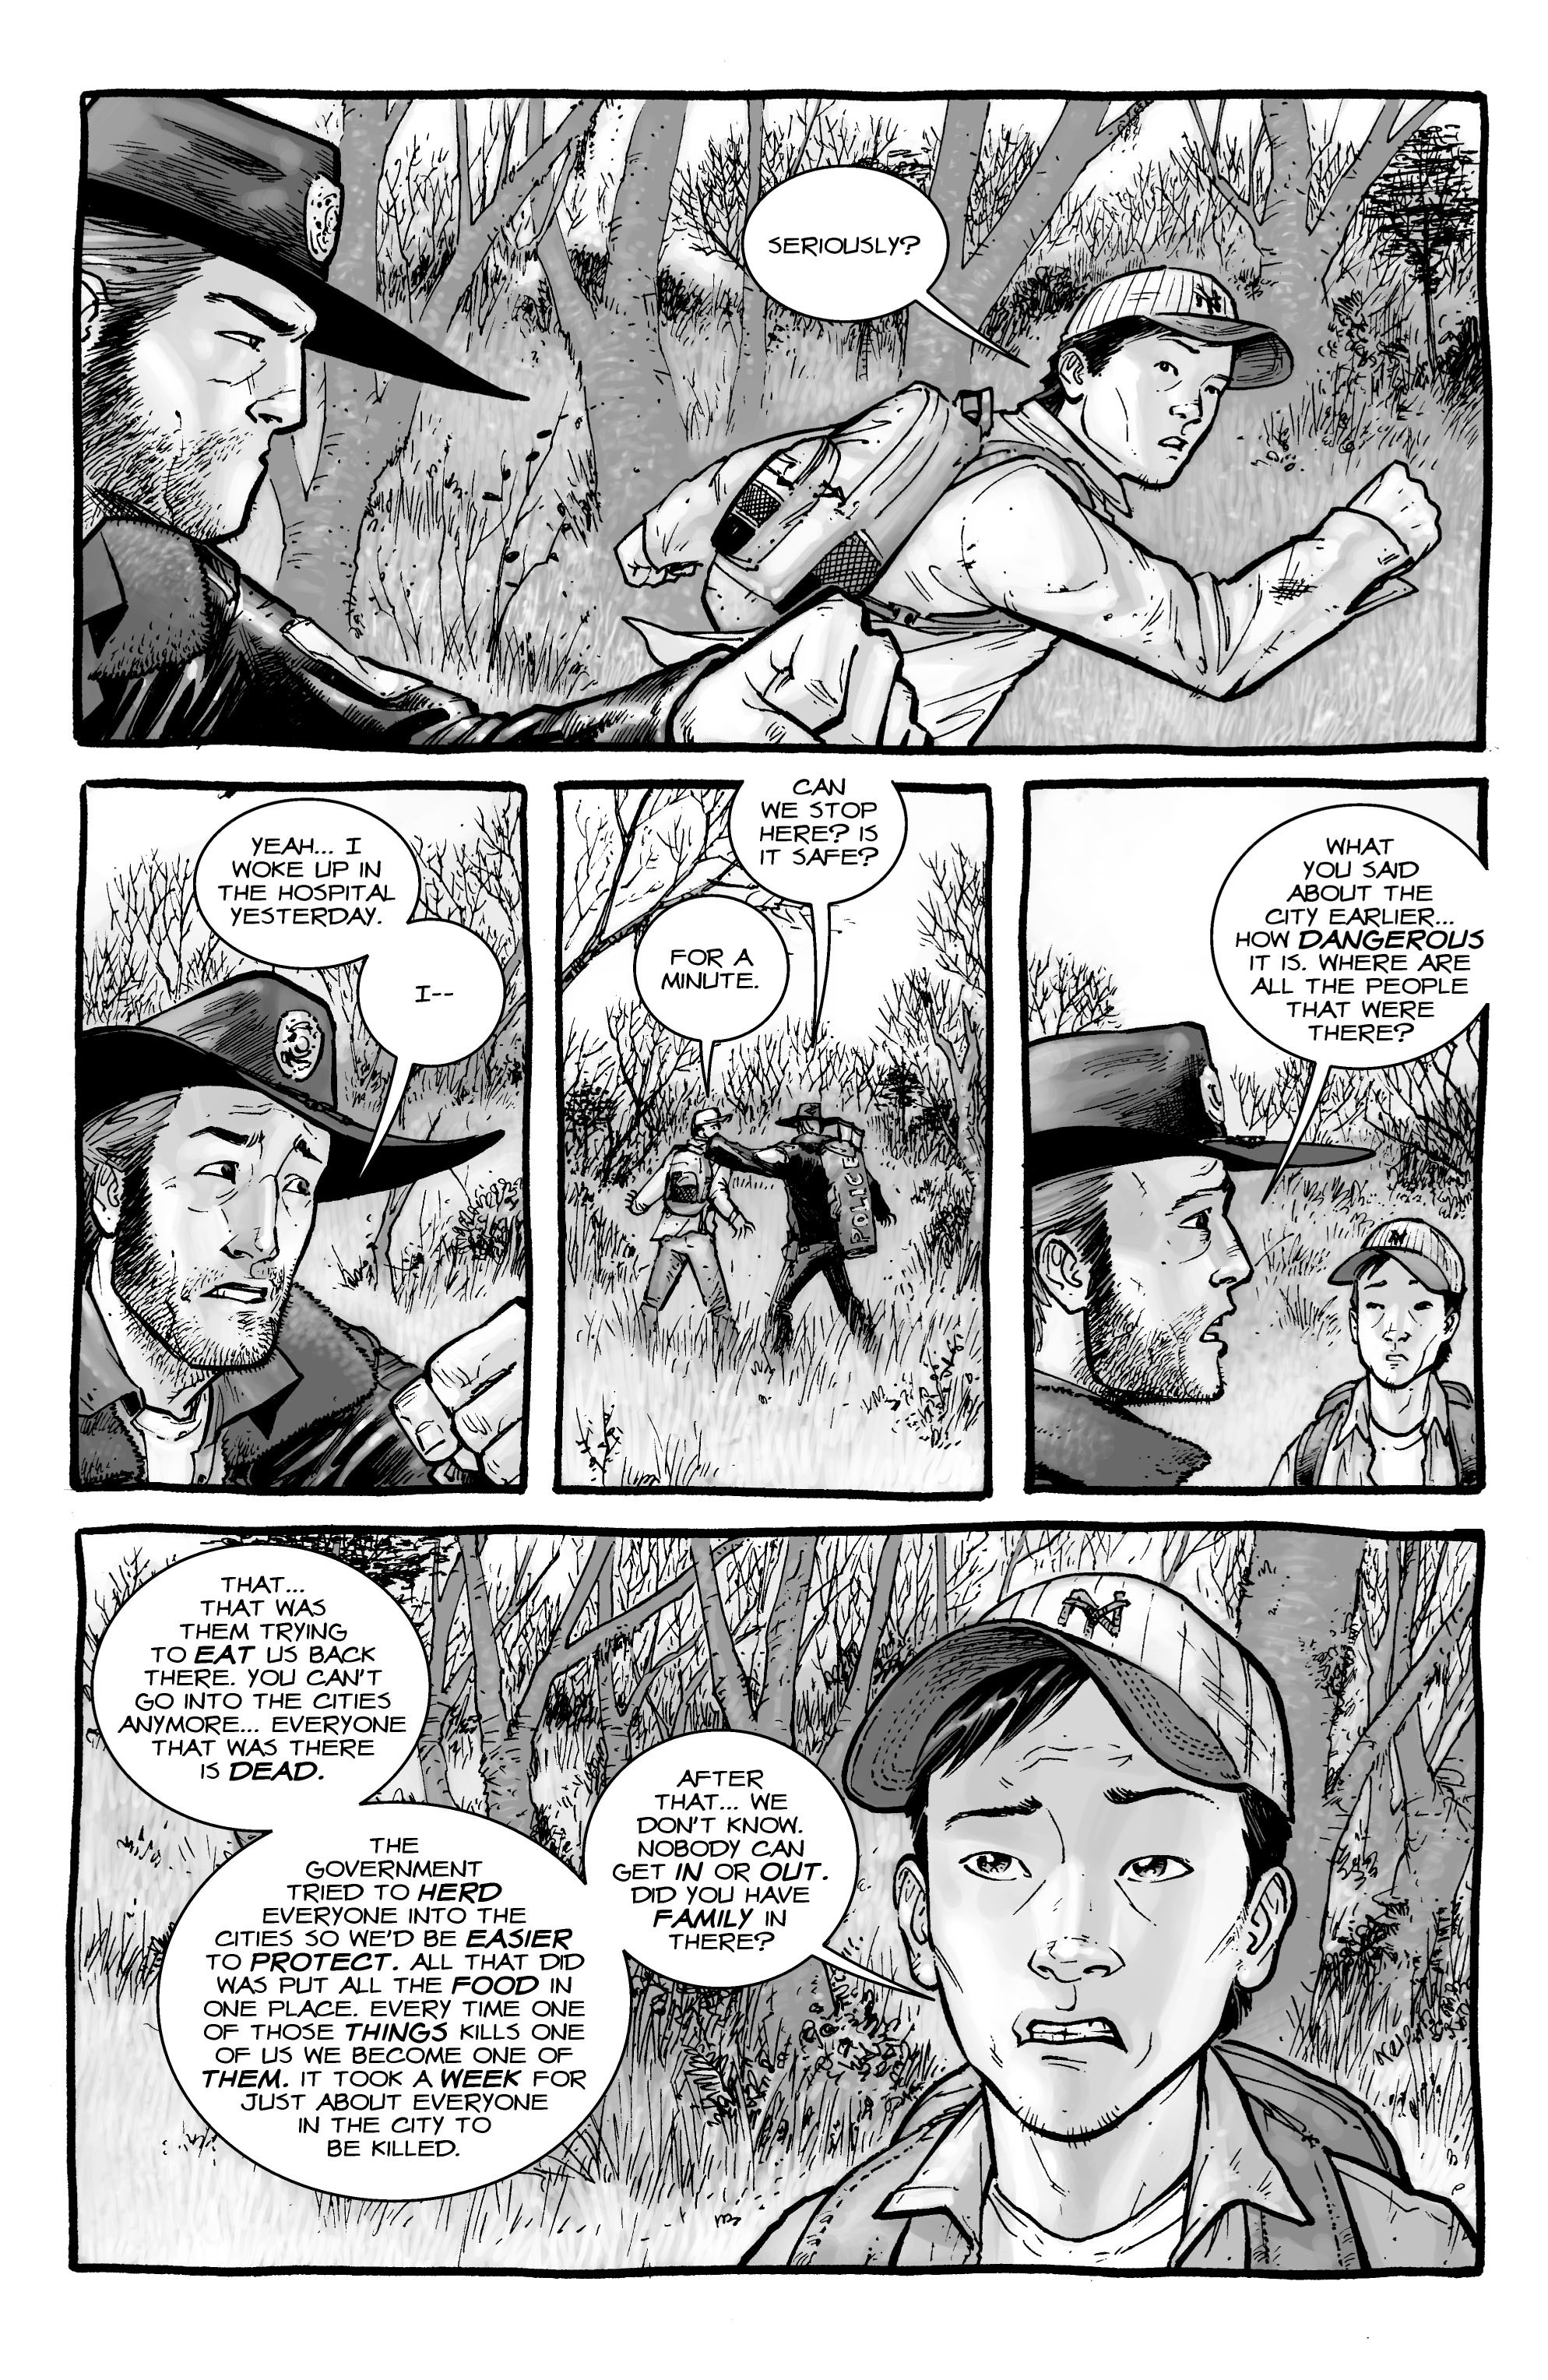 SERIOUSLY?
YEAH... I
WOKE UP IN
THE HOSPITAL
YESTERDAY.
I--
CAN
WE STOP
HERE? IS
IT SAFE?
FOR A
MINUTE.
POLICE
WHAT
YOU SAID
ABOUT THE
CITY EARLIER...
HOW DANGEROUS
IT IS. WHERE ARE
ALL THE PEOPLE
THAT WERE
THERE?
THAT...
THAT WAS
THEM TRYING
TO EAT US BACK
THERE. YOU CAN'T
GO INTO THE CITIES
ANYMORE... EVERYONE
THAT WAS THERE
IS DEAD.
THE
GOVERNMENT
TRIED TO HERD
EVERYONE INTO THE
CITIES SO WE'D BE EASIER
TO PROTECT. ALL THAT DID
WAS PUT ALL THE FOOD IN
ONE PLACE. EVERY TIME ONE
OF THOSE THINGS KILLS ONE
OF US WE BECOME ONE OF
THEM. IT TOOK A WEEK FOR
JUST ABOUT EVERYONE
IN THE CITY TO
BE KILLED.
AFTER
THAT... WE
DON'T KNOW.
NOBODY CAN
GET IN OR OUT.
DID YOU HAVE
FAMILY IN
THERE?
NY